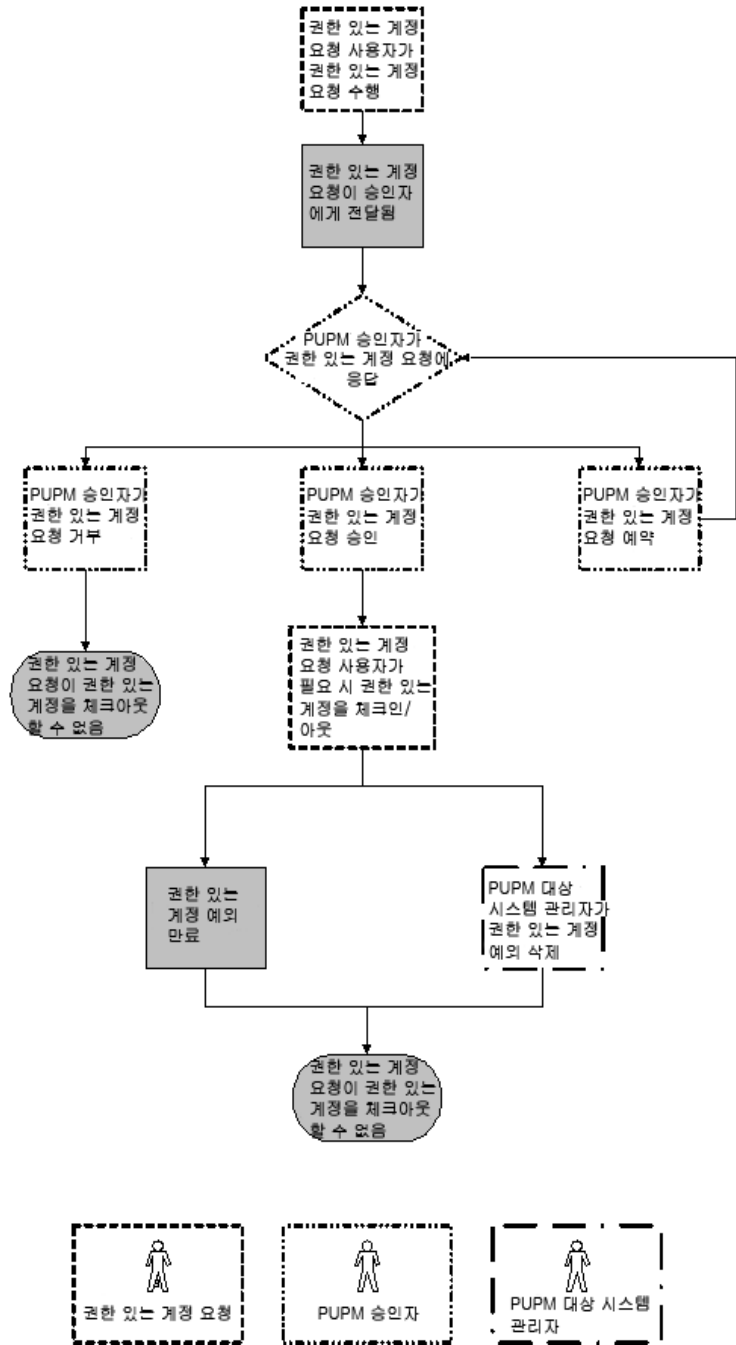 권한 있는 계정
요청 사용자가
권한 있는 계정
요청 수행
권한 있는 계정
요청이 승인자
에게 전달됨
PUPM 승인자가
권한 있는 계정 요청에
응답
PUPM 승인자가
권한 있는 계정
요청 거부
PUPM 승인자가
권한 있는 계정
요청 승인
PUPM 승인자가
권한 있는 계정
요청 예약
권한 있는 계정
요청이 권한 있는
계정을 체크아웃
할 수 없음
권한 있는 계정
요청 사용자가
필요 시 권한 있는
계정을 체크인/
아웃
권한 있는
계정 예외
만료
PUPM 대상
시스템 관리자가
권한 있는 계정
예외 삭제
권한 있는 계정
요청이 권한 있는
계정을 체크아웃
할 수 없음
권한 있는 계정 요청
PUPM 승인자
PUPM 대상 시스템
관리자